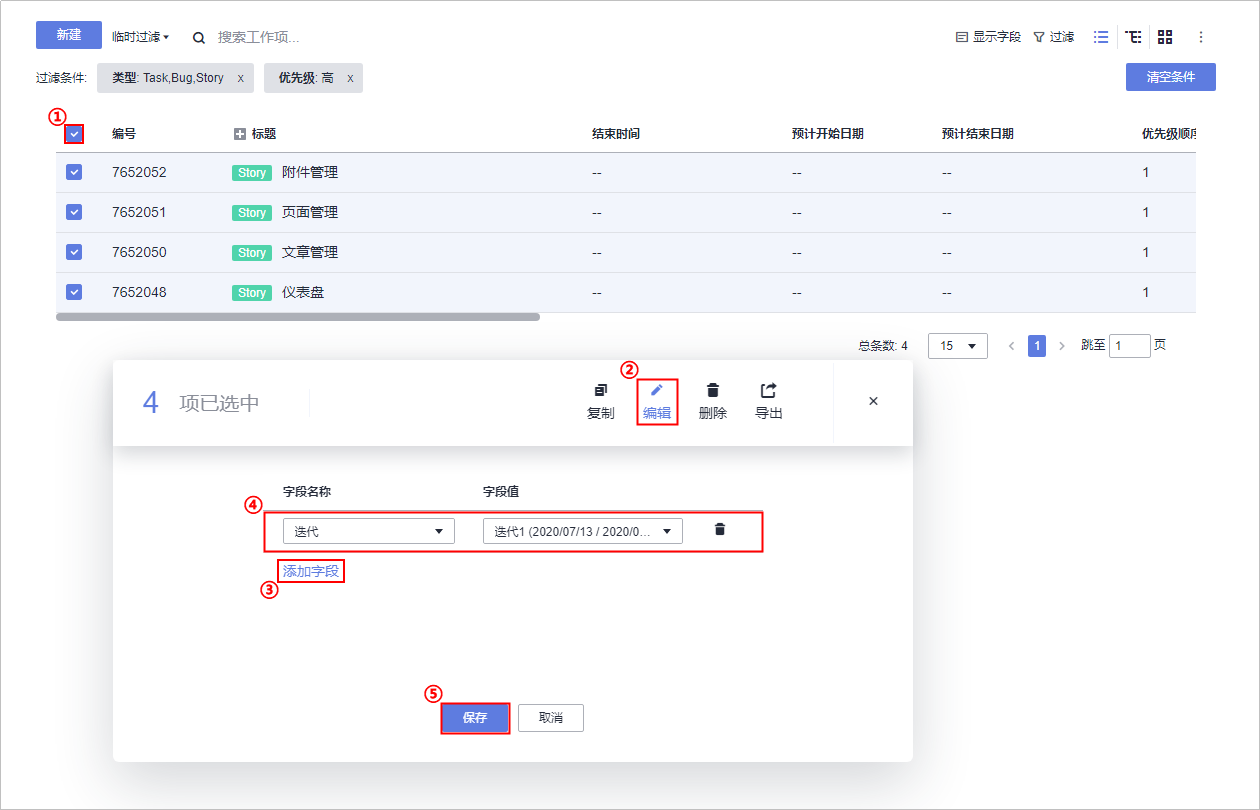 新建 临时过滤 搜索工作项... 显示字段 过滤
过滤条件: 类型: Task,Bug,Story x 优先级: 高 x 清空条件
①
编号 标题 结束时间 预计开始日期 预计结束日期 优先级顺序
7652052 Story 附件管理 -- -- -- 1
7652051 Story 页面管理 -- -- -- 1
7652050 Story 文章管理 -- -- -- 1
7652048 Story 仪表盘 -- -- -- 1
总条数: 4 15 < 1 > 跳至 1 页
②
4 项已选中 复制 编辑 删除 导出 ×
字段名称 字段值
④
迭代 迭代1 (2020/07/13 / 2020/0...
添加字段
③
⑤
保存 取消